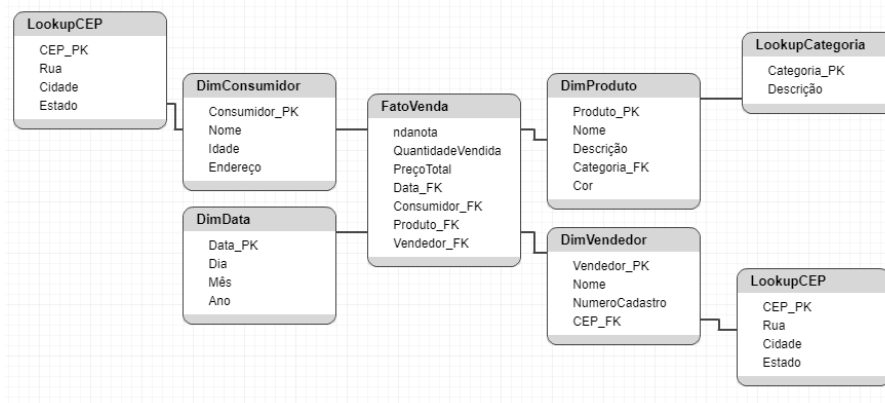 LookupCEP
CEP_PK
Rua
Cidade
Estado
DimConsumidor
Consumidor_PK
Nome
Idade
Endereço
DimData
Data_PK
Dia
Mês
Ano
FatoVenda
ndanota
QuantidadeVendida
PreçoTotal
Data_FK
Consumidor_FK
Produto_FK
Vendedor_FK
DimProduto
Produto_PK
Nome
Descrição
Categoria_FK
Cor
DimVendedor
Vendedor_PK
Nome
NumeroCadastro
CEP_FK
LookupCategoria
Categoria_PK
Descrição
LookupCEP
CEP_PK
Rua
Cidade
Estado